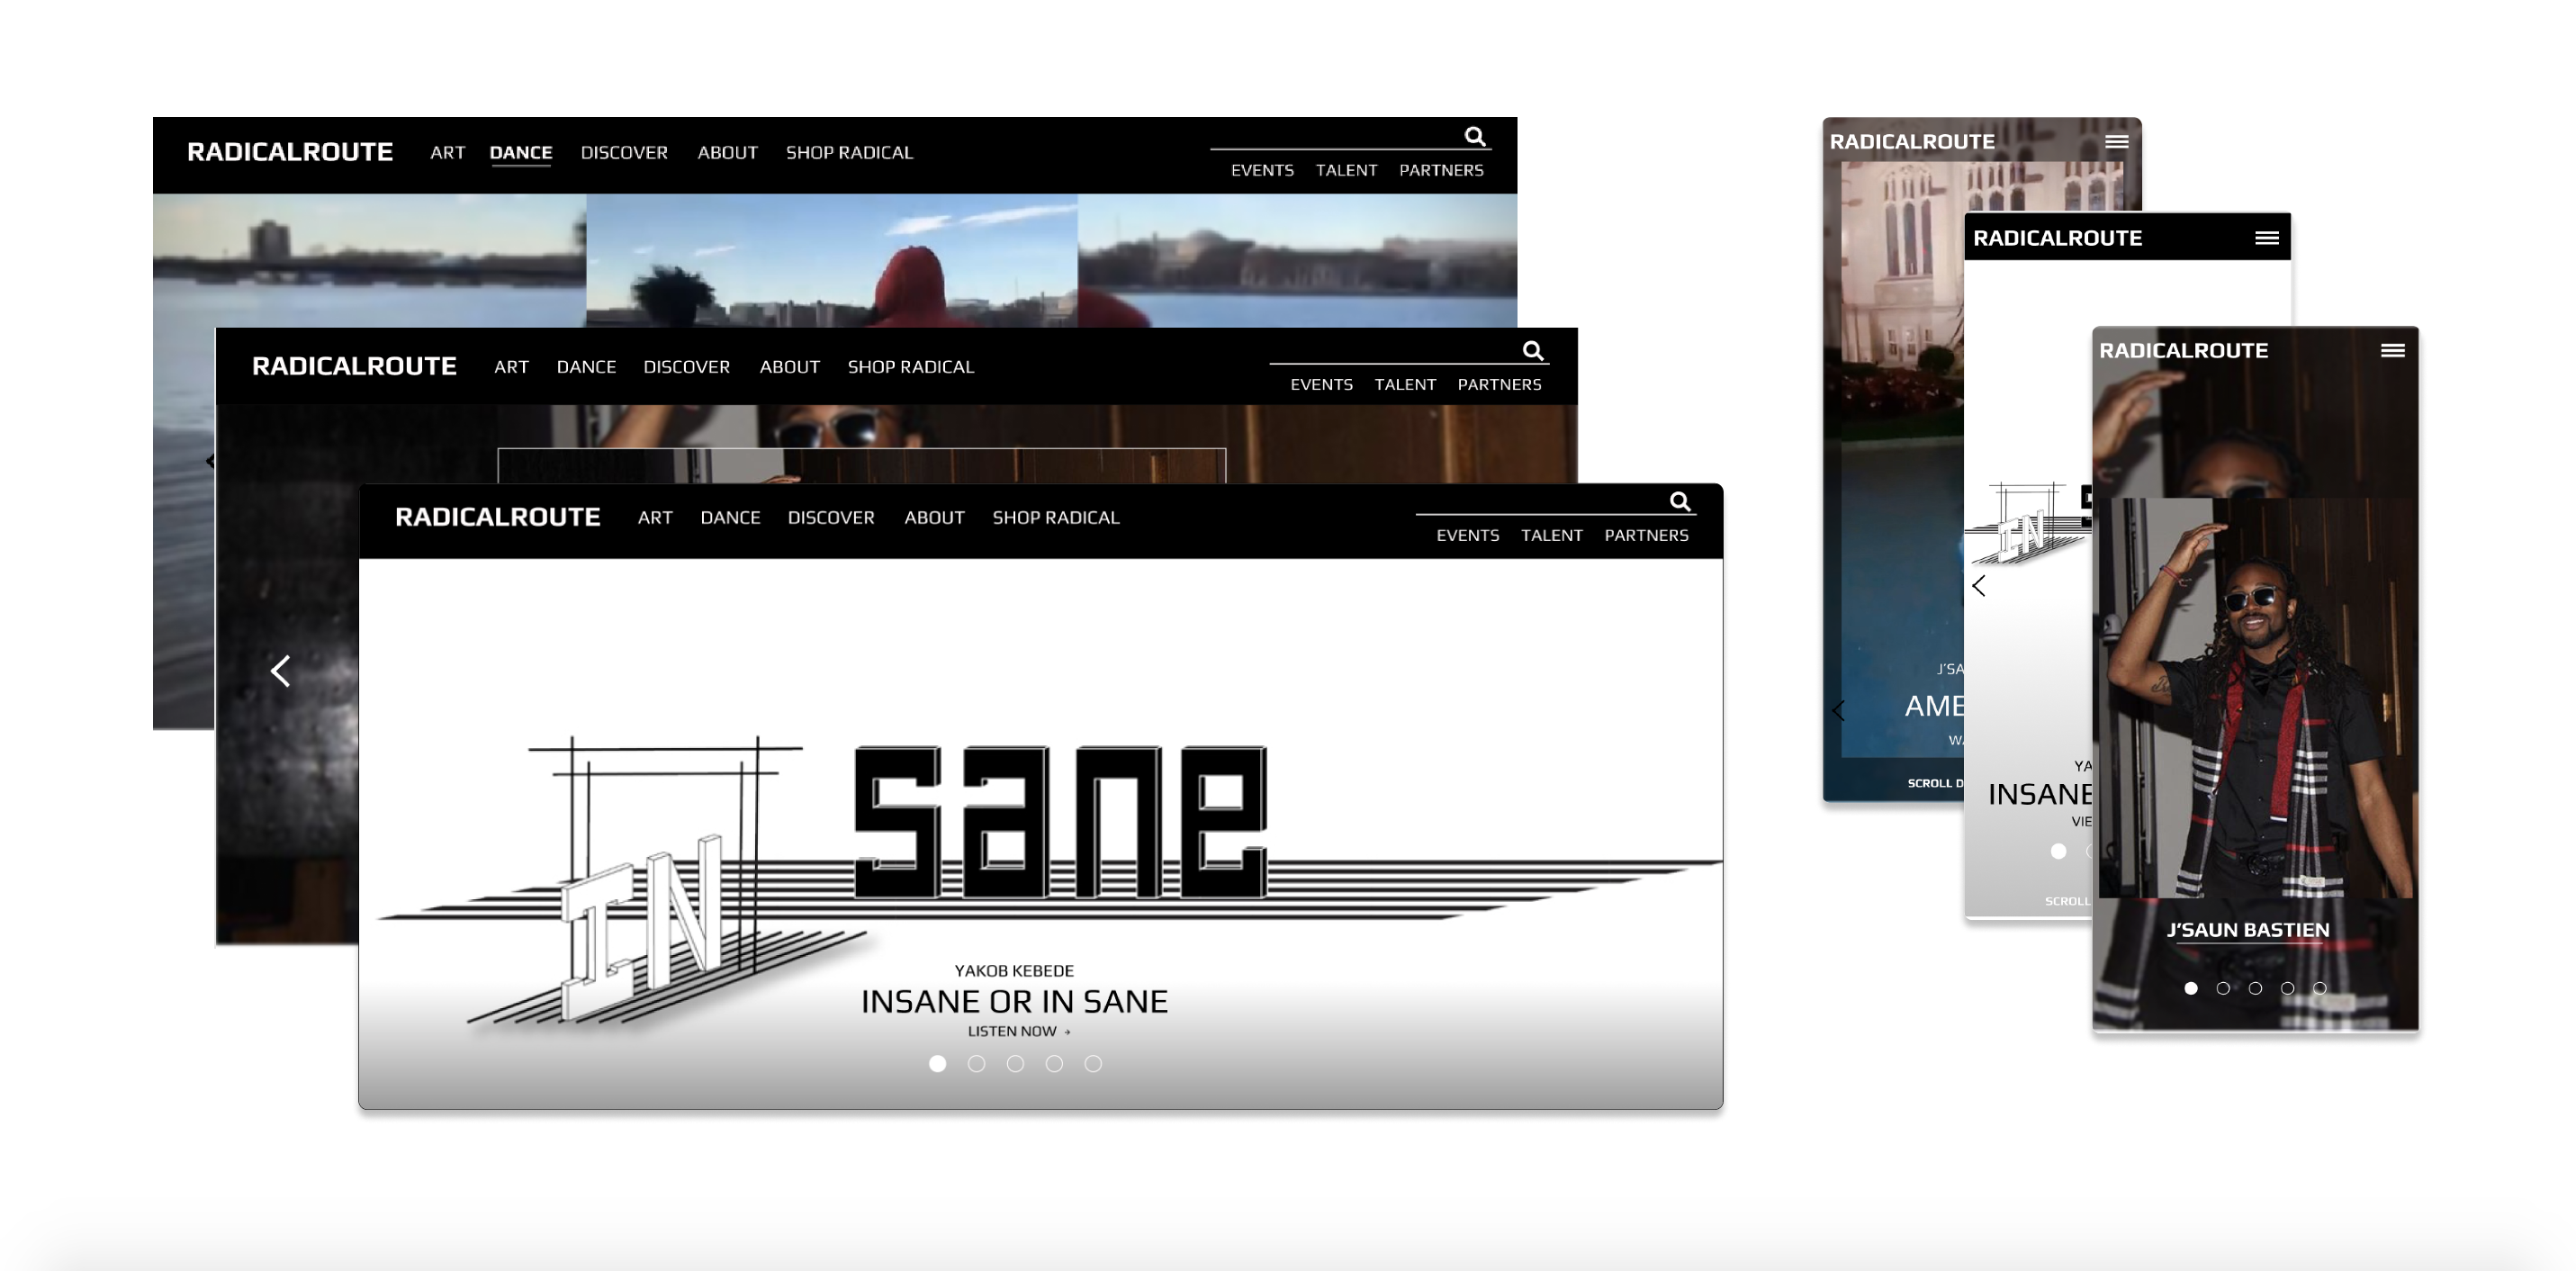 RADICALROUTE ART DANCE DISCOVER ABOUT SHOP RADICAL
EVENTS TALENT PARTNERS
RADICALROUTE ART DANCE DISCOVER ABOUT SHOP RADICAL
EVENTS TALENT PARTNERS
RADICALROUTE ART DANCE DISCOVER ABOUT SHOP RADICAL
EVENTS TALENT PARTNERS
IN sane
YAKOB KEBEDE
INSANE OR IN SANE
LISTEN NOW →
RADICALROUTE
J'SA
AME
WA
SCROLL D
RADICALROUTE
IN
YA
INSANE
VIE
SCROLL
RADICALROUTE
J'SAUN BASTIEN